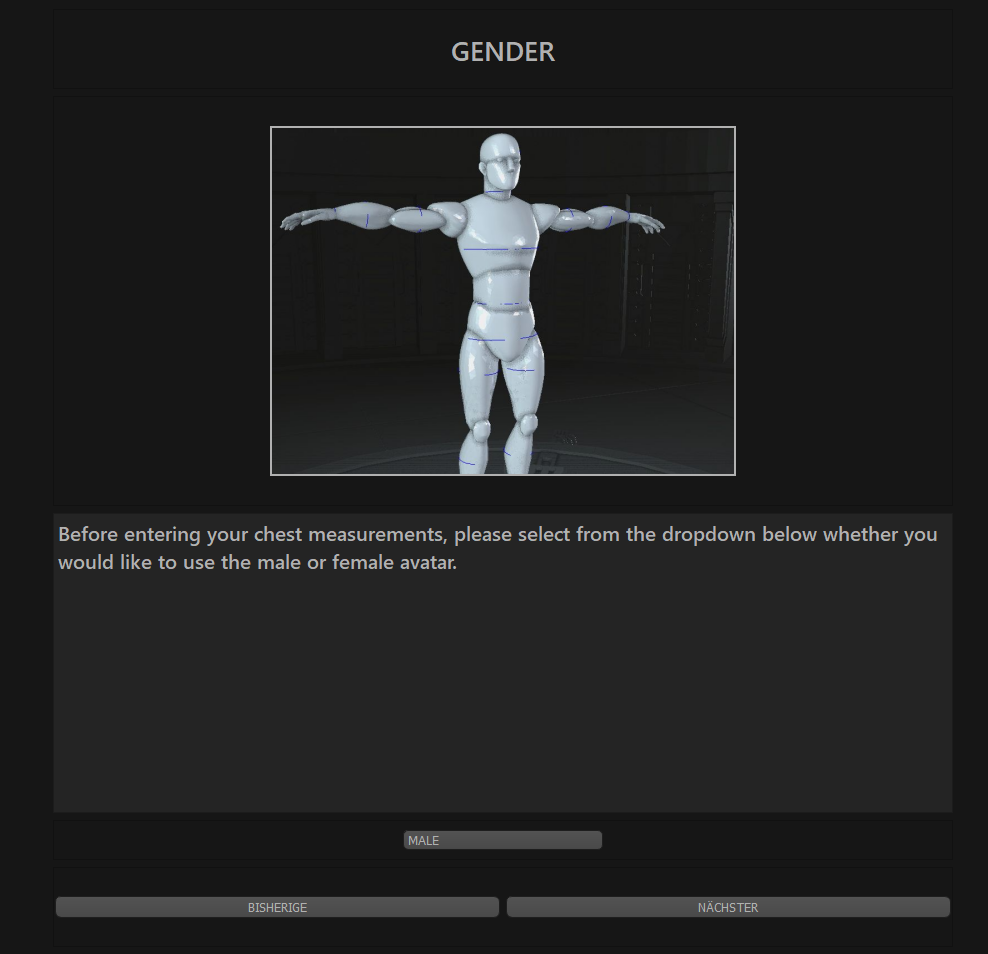 GENDER
Before entering your chest measurements, please select from the dropdown below whether you
would like to use the male or female avatar.
MALE
BISHERIGE
NÄCHSTER